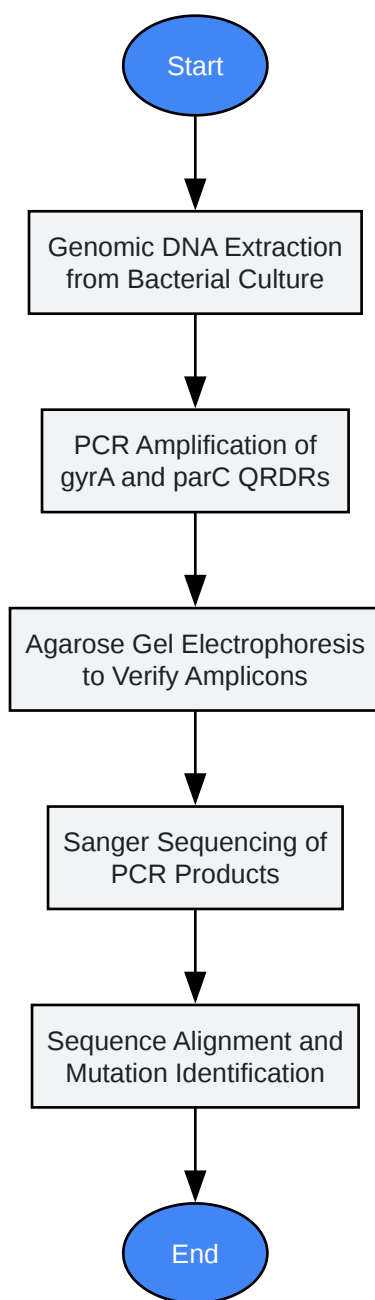 Start
Genomic DNA Extraction
from Bacterial Culture
PCR Amplification of
gyrA and parC QRDRs
Agarose Gel Electrophoresis
to Verify Amplicons
Sanger Sequencing of
PCR Products
Sequence Alignment and
Mutation Identification
End